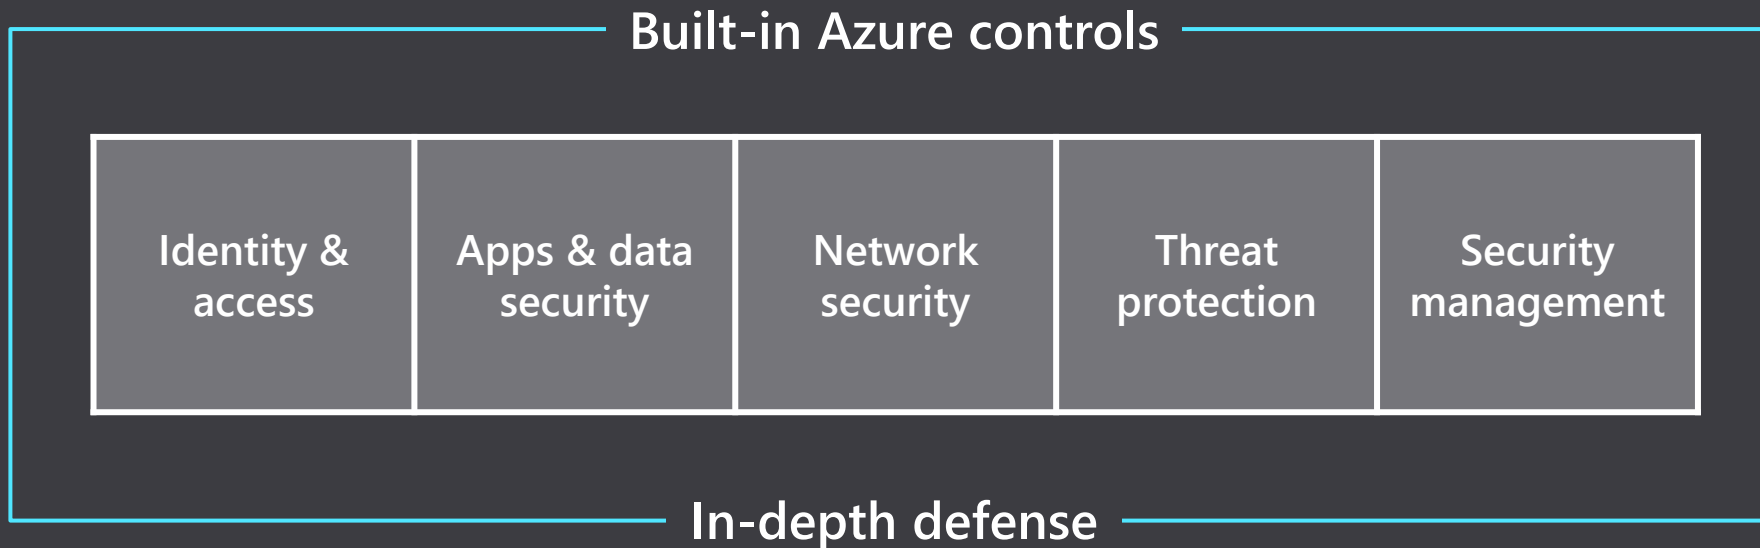 Built-in Azure controls
Identity &
access
Apps & data
security
Network
security
Threat
protection
Security
management
In-depth defense